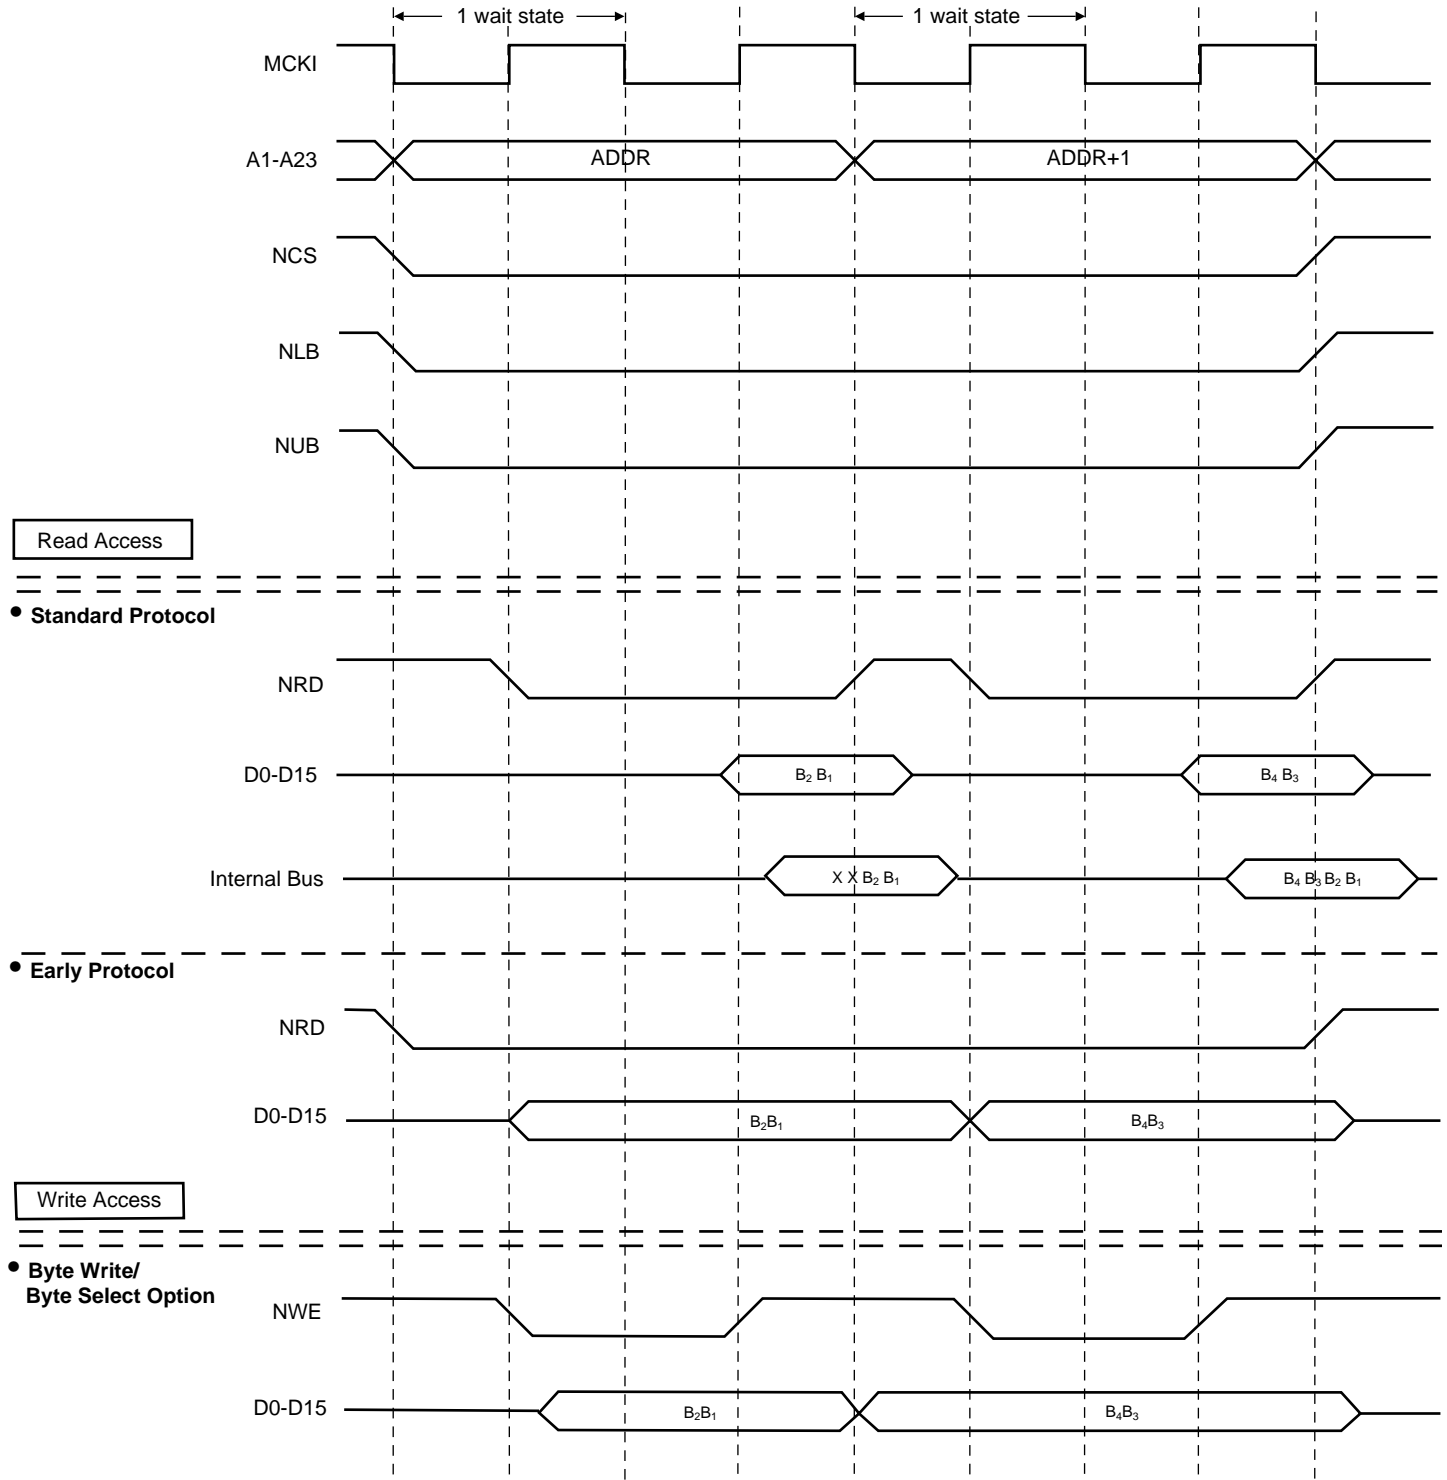 1 wait state 1 wait state
MCKI
A1-A23 ADDR ADDR+1
NCS
NLB
NUB
Read Access
• Standard Protocol
NRD
D0-D15 B₂ B₁ B₄ B₃
Internal Bus X X B₂ B₁ B₄ B₃ B₂ B₁
• Early Protocol
NRD
D0-D15 B₂B₁ B₄B₃
Write Access
• Byte Write/
Byte Select Option
NWE
D0-D15 B₂B₁ B₄B₃